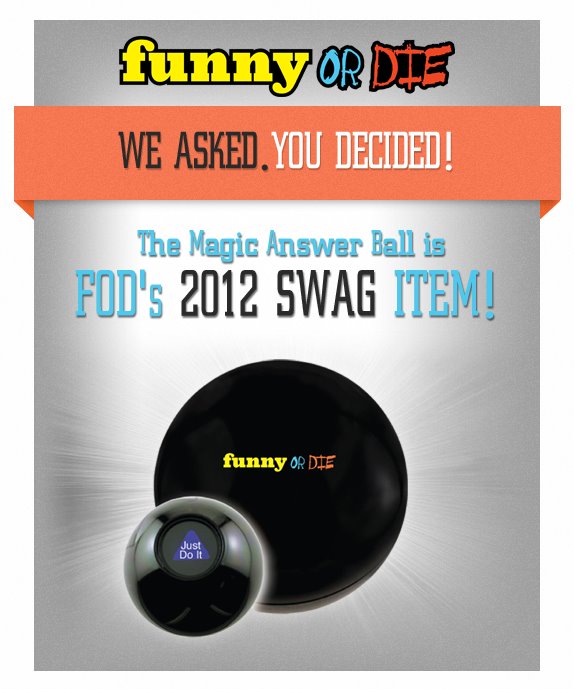 funny OR DIE
WE ASKED. YOU DECIDED!
The Magic Answer Ball is
FOD's 2012 SWAG ITEM!
funny OR DIE
Just
Do It